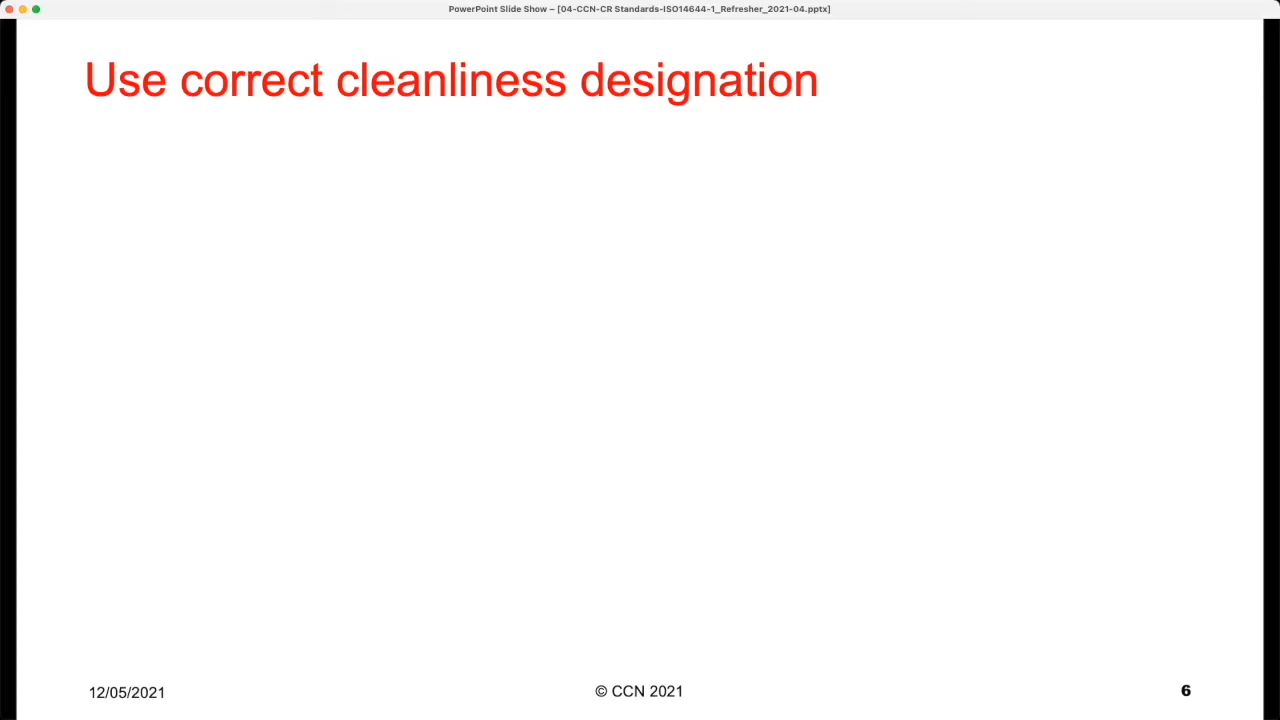 PowerPoint Slide Show – [04-CCN-CR Standards-ISO14644-1_Refresher_2021-04.pptx]
Use correct cleanliness designation
12/05/2021
© CCN 2021
6